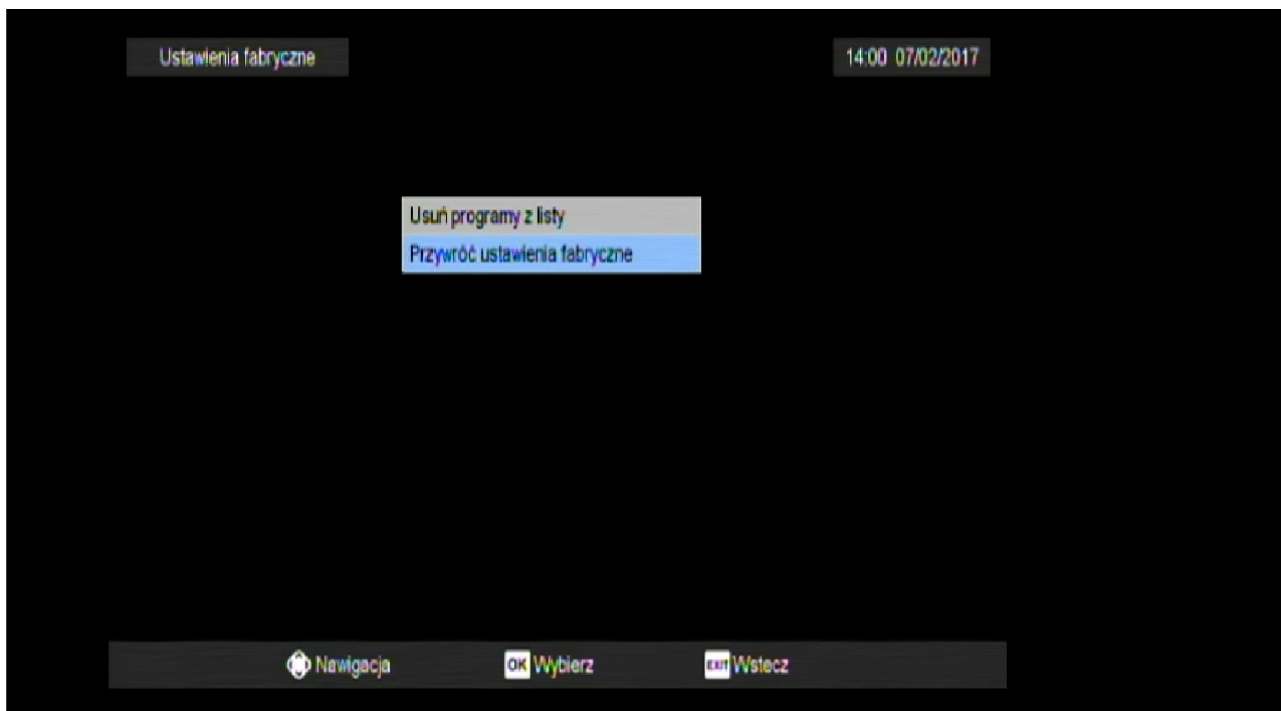 Ustawienia fabryczne
14:00 07/02/2017
Usuń programy z listy
Przywróć ustawienia fabryczne
Nawigacja OK Wybierz EXIT Wstecz